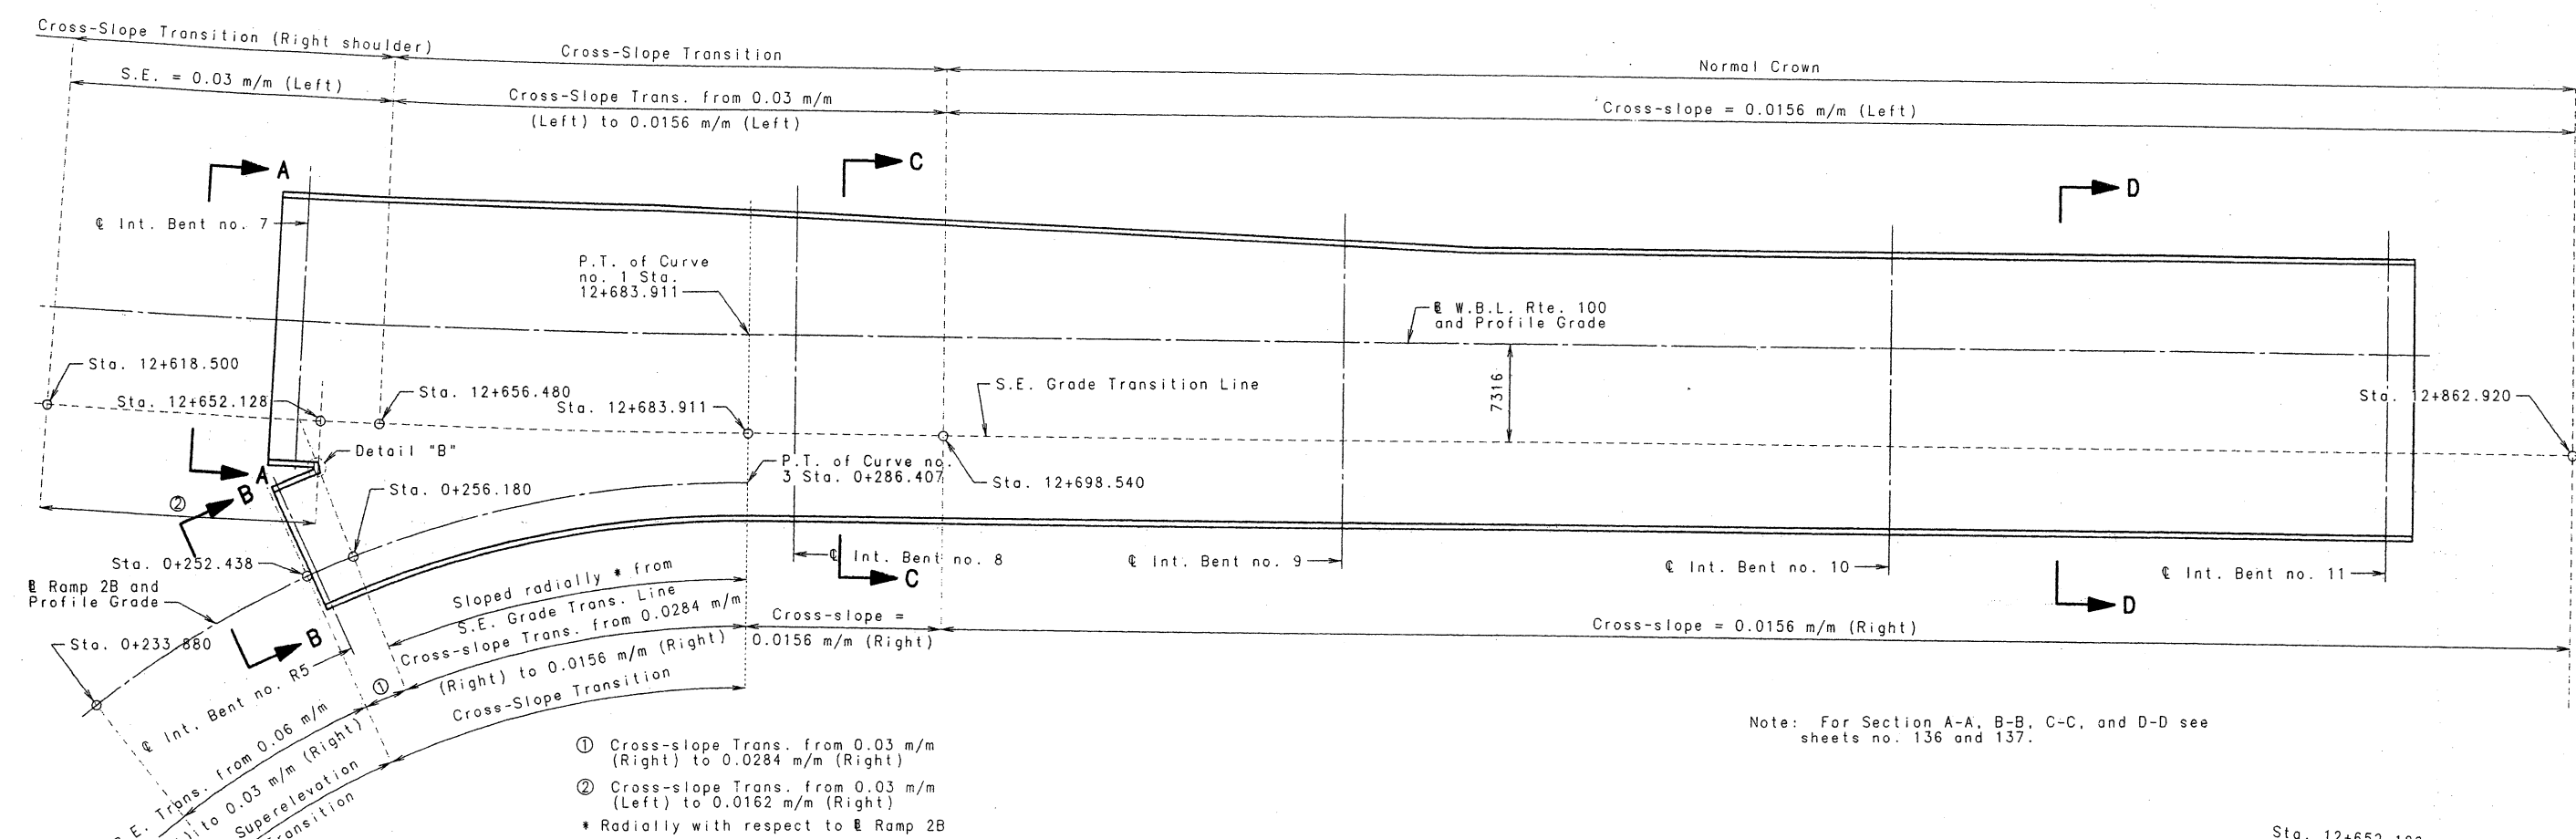 Cross-Slope Transition (Right shoulder)
Cross-Slope Transition
Normal Crown
S.E. = 0.03 m/m (Left)
Cross-Slope Trans. from 0.03 m/m
(Left) to 0.0156 m/m (Left)
Cross-slope = 0.0156 m/m (Left)
A
C
D
℄ Int. Bent no. 7
P.T. of Curve
no. 1 Sta.
12+683.911
W.B.L. Rte. 100
and Profile Grade
Sta. 12+618.500
Sta. 12+652.128
Sta. 12+656.480
Sta. 12+683.911
S.E. Grade Transition Line
7316
Sta. 12+862.920
Detail "B"
A
B
②
P.T. of Curve no.
3 Sta. 0+286.407
Sta. 0+256.180
Sta. 12+698.540
Sta. 0+252.438
℄ Int. Bent no. 8
℄ Int. Bent no. 9
℄ Int. Bent no. 10
℄ Int. Bent no. 11
C
D
Ramp 2B and
Profile Grade
Sta. 0+233.880
B
℄ Int. Bent no. R5
①
Sloped radially * from
S.E. Grade Trans. Line
Cross-slope Trans. from 0.0284 m/m
(Right) to 0.0156 m/m (Right)
Cross-Slope Transition
Cross-slope =
0.0156 m/m (Right)
Cross-slope = 0.0156 m/m (Right)
Trans. from 0.06 m/m
to 0.03 m/m (Right)
Superelevation
Transition
① Cross-slope Trans. from 0.03 m/m
(Right) to 0.0284 m/m (Right)
② Cross-slope Trans. from 0.03 m/m
(Left) to 0.0162 m/m (Right)
* Radially with respect to Ramp 2B
Note: For Section A-A, B-B, C-C, and D-D see
sheets no. 136 and 137.
Sta.